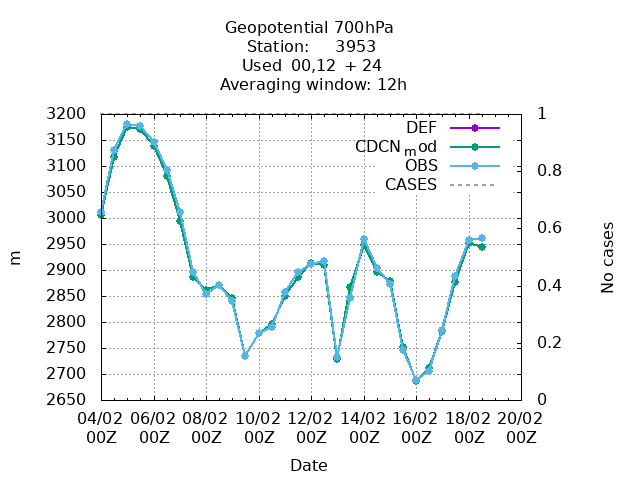 Geopotential 700hPa
Station: 3953
Used 00,12 + 24
Averaging window: 12h
3200
3150
3100
3050
3000
2950
2900
2850
2800
2750
2700
2650
m
1
0.8
0.6
0.4
0.2
0
No cases
DEF
CDCN_mod
OBS
CASES
04/02 06/02 08/02 10/02 12/02 14/02 16/02 18/02 20/02
00Z 00Z 00Z 00Z 00Z 00Z 00Z 00Z 00Z
Date